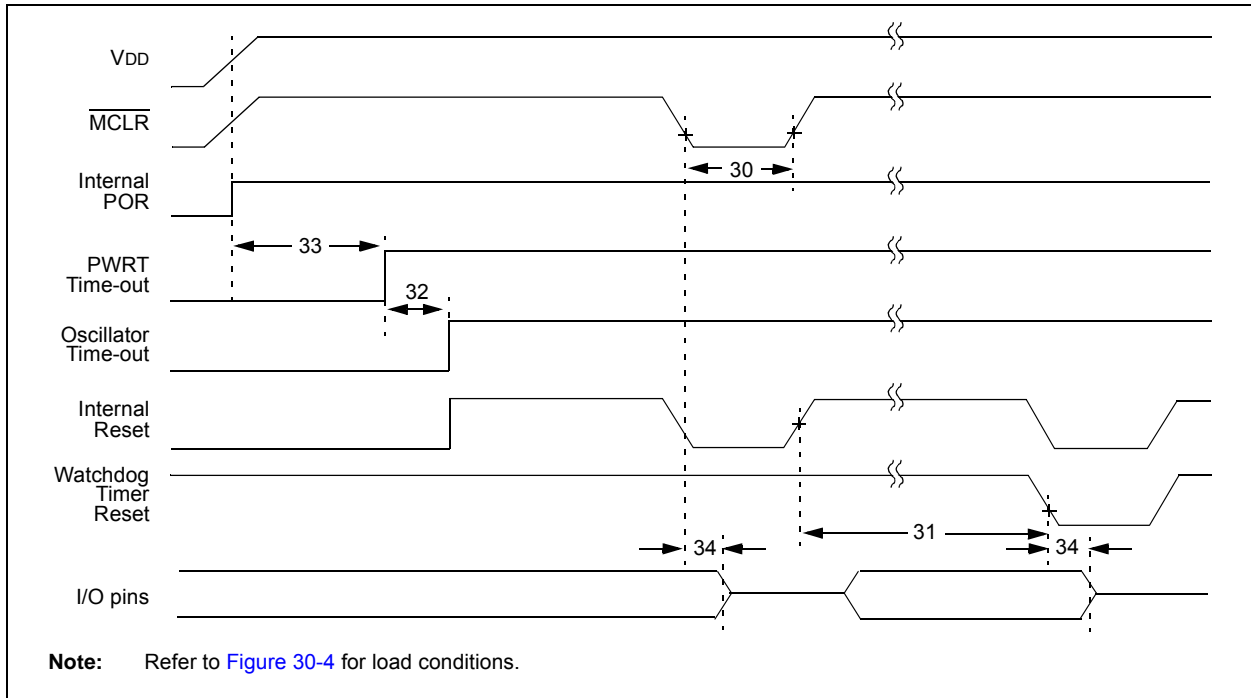 VDD
MCLR
30
Internal
POR
33
PWRT
Time-out
32
Oscillator
Time-out
Internal
Reset
Watchdog
Timer
Reset
31
34
34
I/O pins
Note: Refer to Figure 30-4 for load conditions.